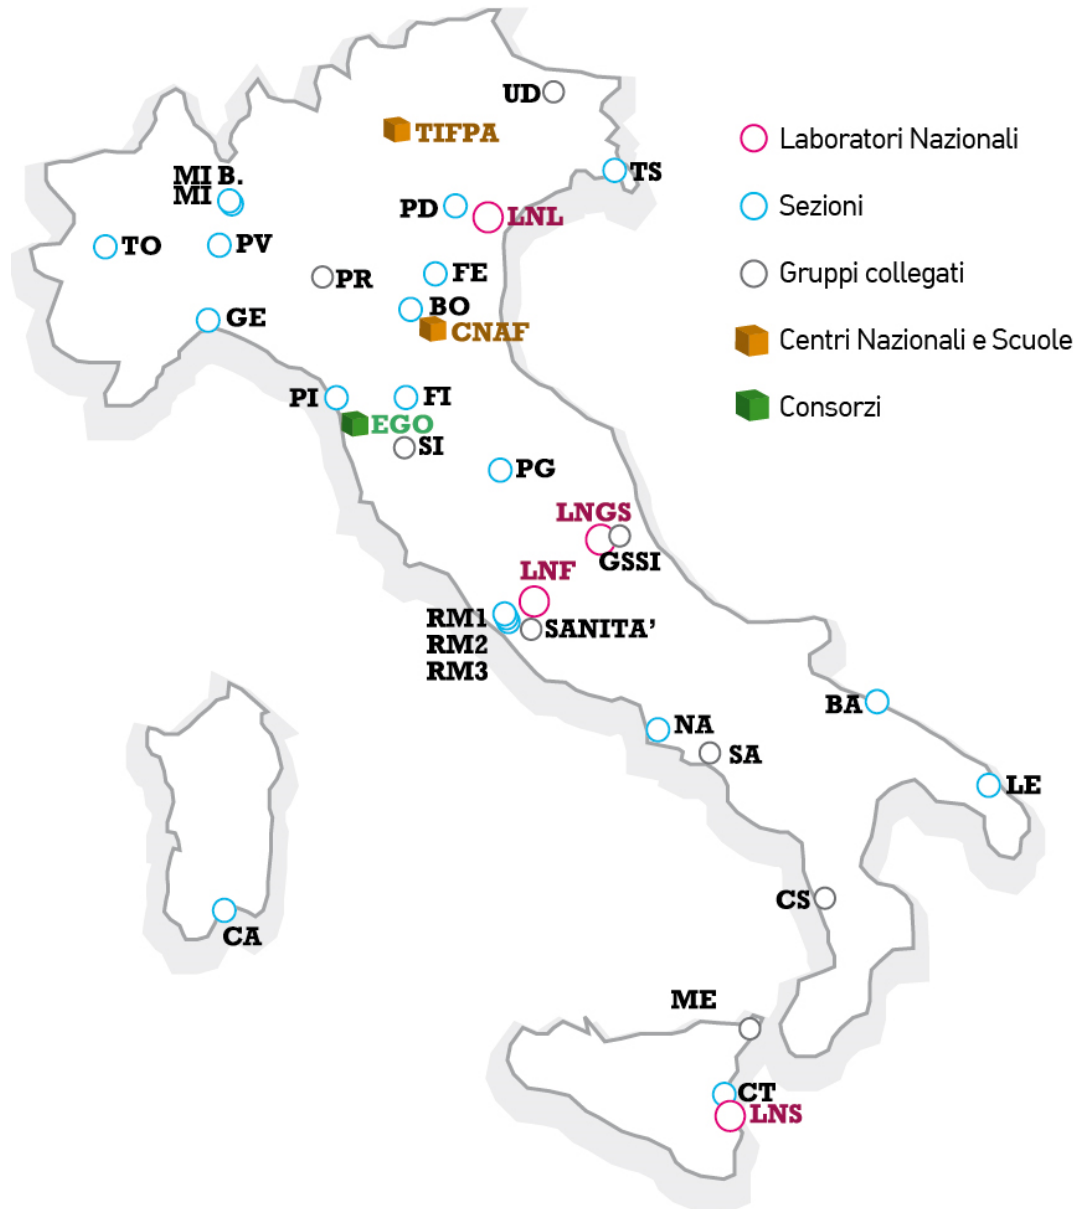 UD
TIFPA
Laboratori Nazionali
MI B.
TS
MI
PD
LNL
Sezioni
TO
PV
FE
PR
Gruppi collegati
BO
GE
CNAF
Centri Nazionali e Scuole
PI
FI
Consorzi
EGO
SI
PG
LNGS
GSSI
LNF
RM1
SANITA’
RM2
RM3
BA
NA
SA
LE
CS
CA
ME
CT
LNS